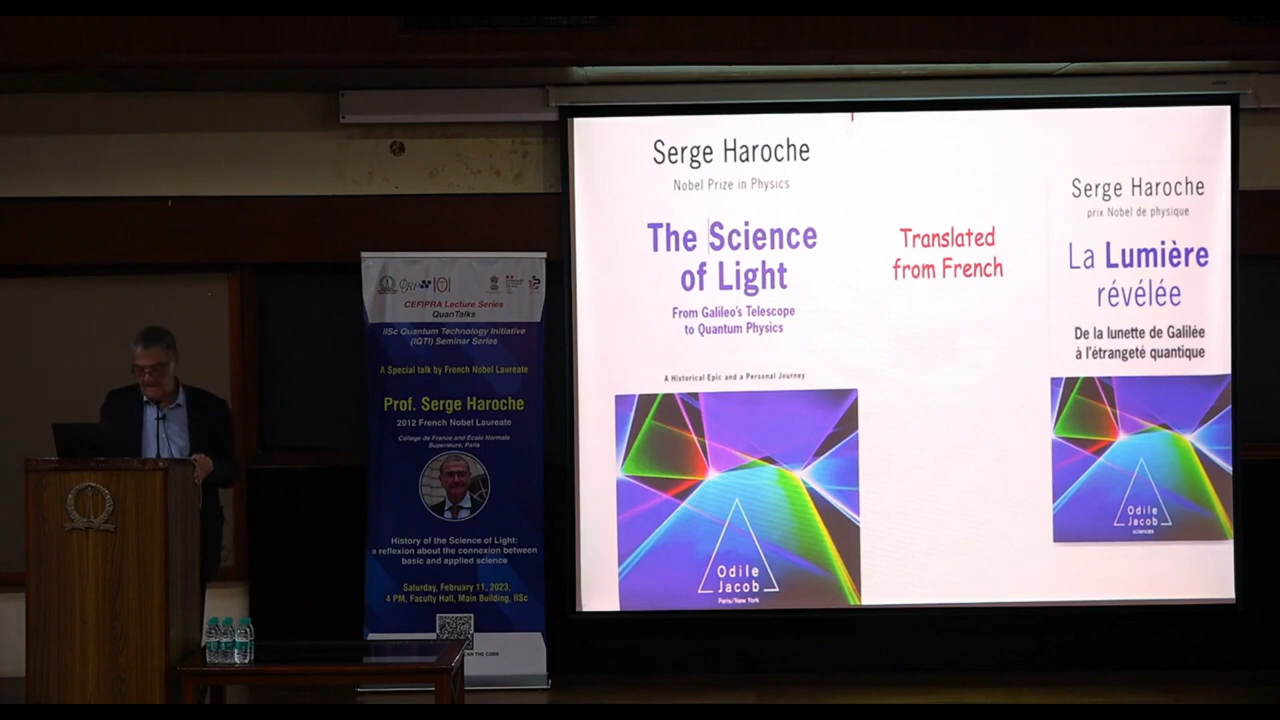 CEFIPRA Lecture Series
QuanTalks
IISc Quantum Technology Initiative
(IQTI) Seminar Series
A Special talk by French Nobel Laureate
Prof. Serge Haroche
2012 French Nobel Laureate
College de France and Ecole Normale
Superieure, Paris
History of the Science of Light:
a reflexion about the connexion between
basic and applied science
Saturday, February 11, 2023,
4 PM, Faculty Hall, Main Building, IISc
CAN THE CODE
Serge Haroche
Nobel Prize in Physics
The Science
of Light
From Galileo's Telescope
to Quantum Physics
A Historical Epic and a Personal Journey
Odile
Jacob
Paris/New York
Translated
from French
Serge Haroche
prix Nobel de physique
La Lumière
révélée
De la lunette de Galilée
à l'étrangeté quantique
Odile
Jacob
sciences